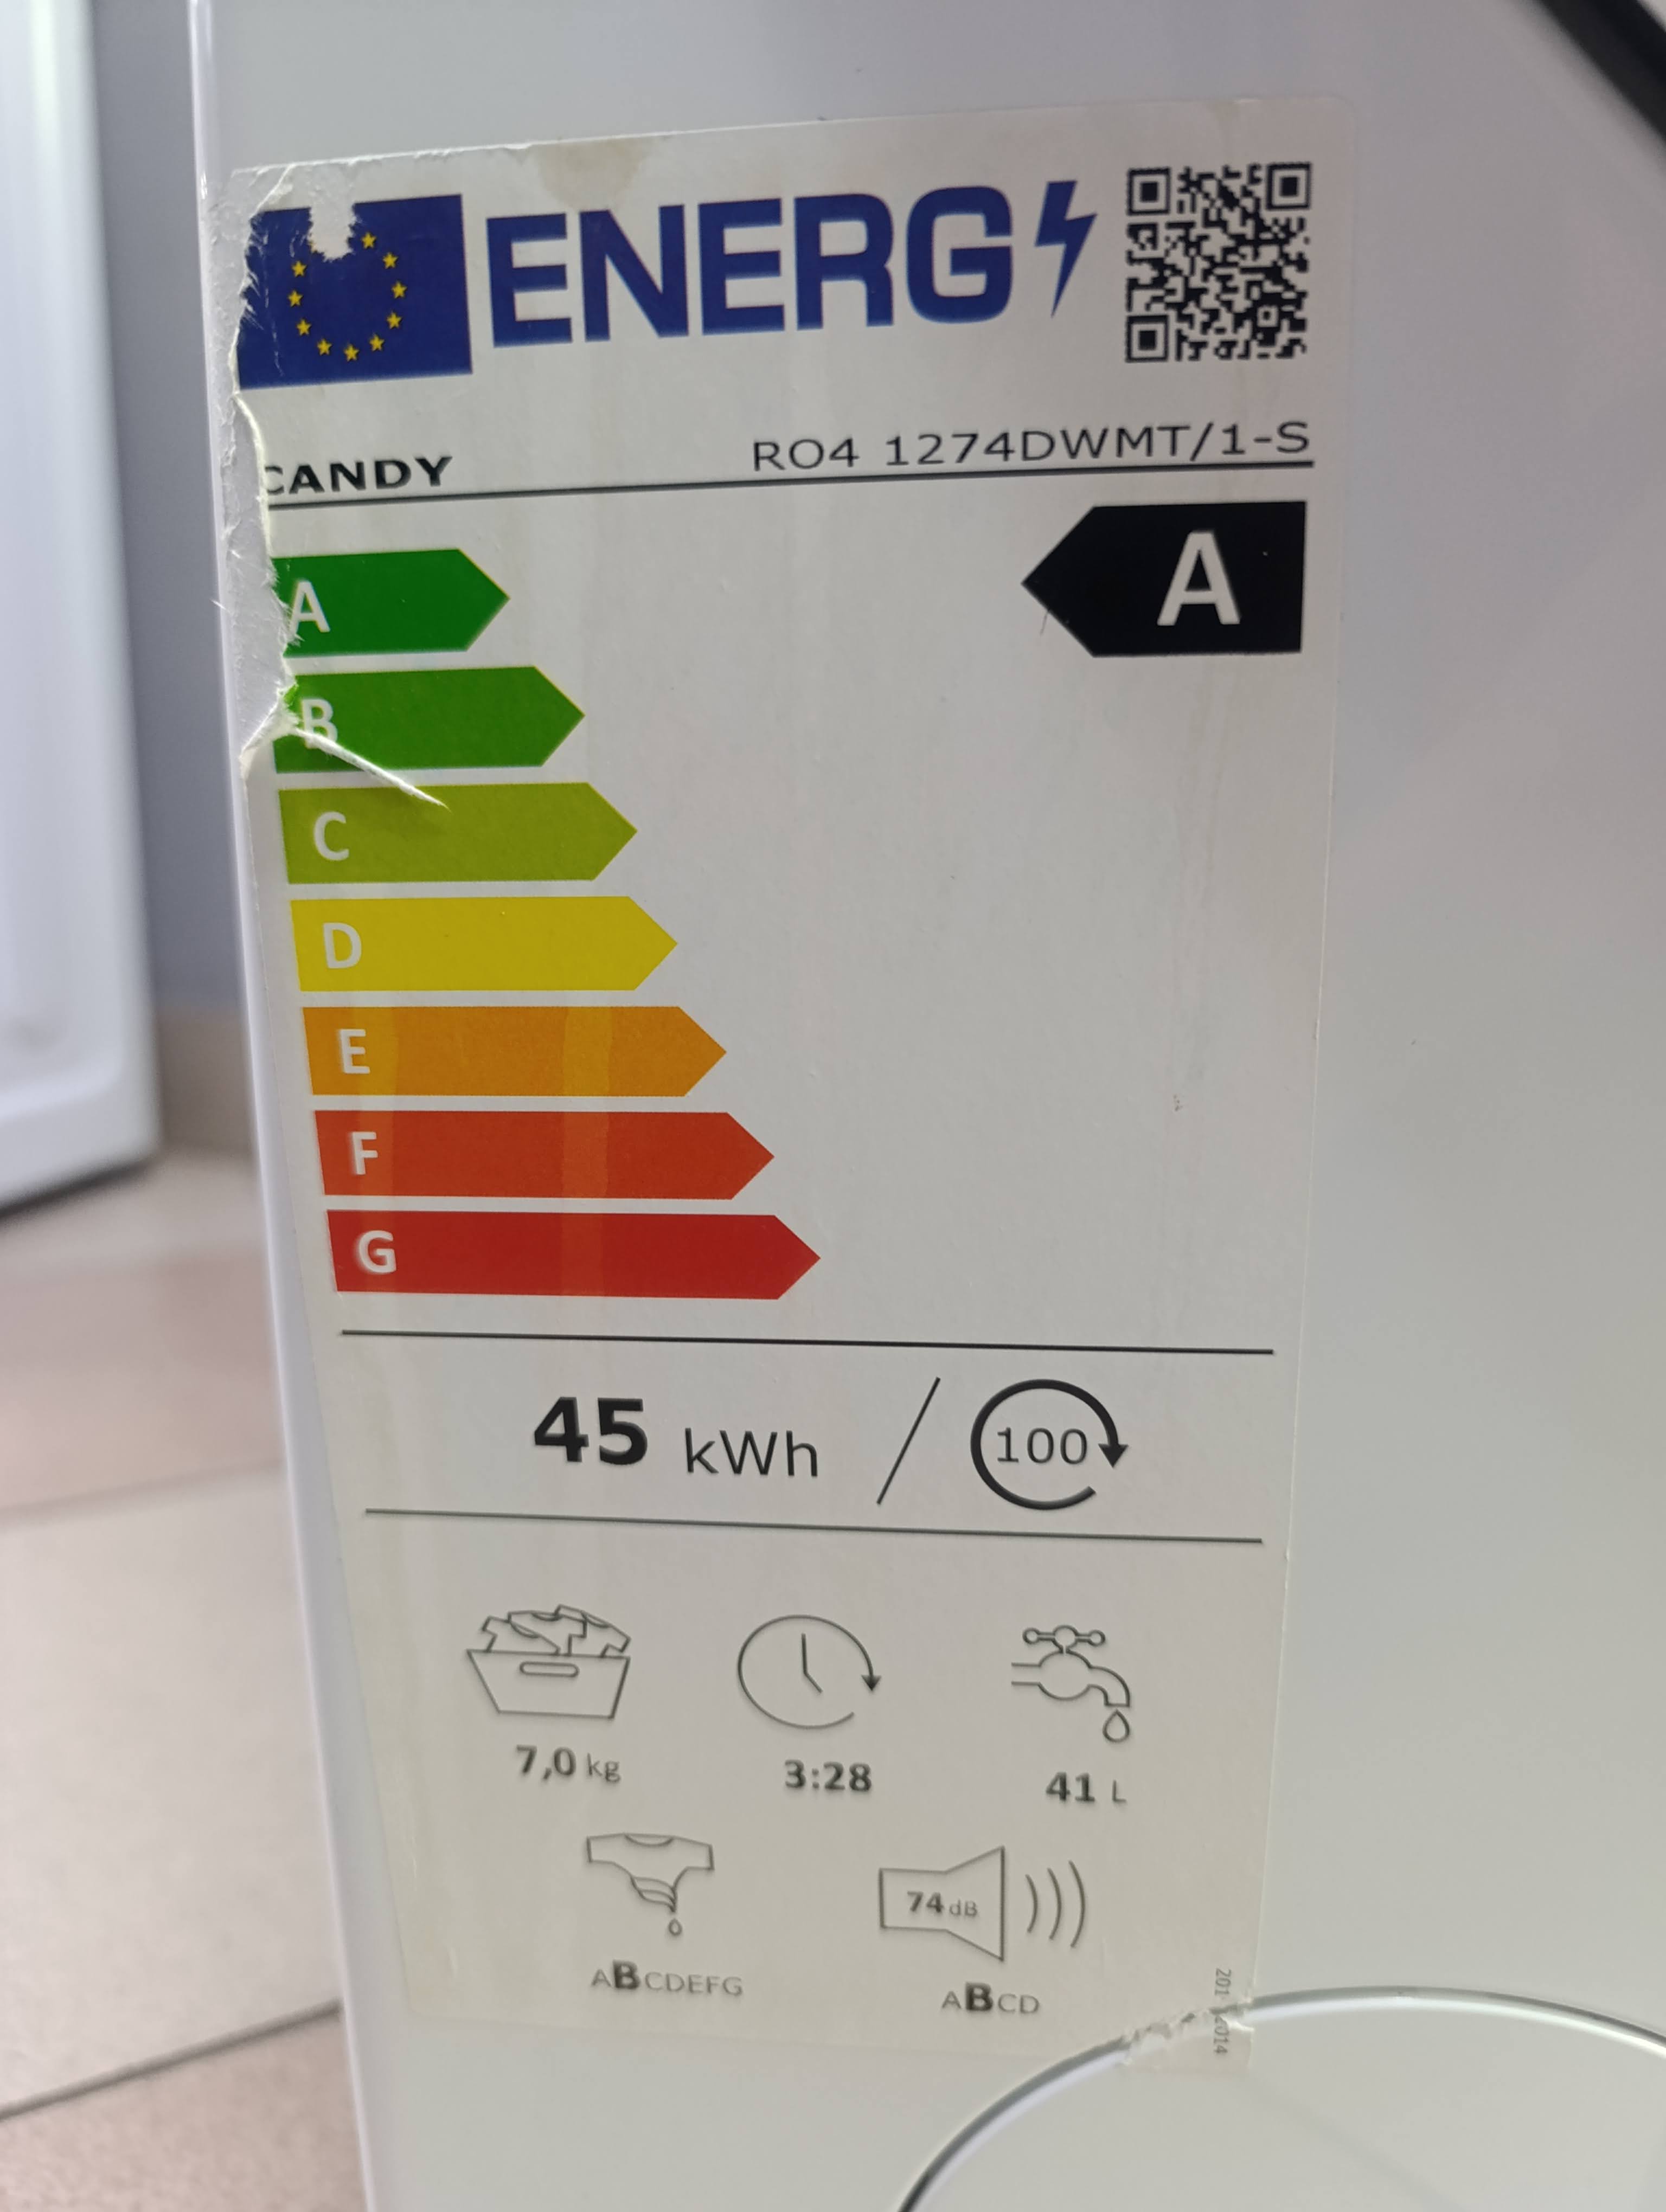 ENERG
CANDY RO4 1274DWMT/1-S
A
A
B
C
D
E
F
G
45 kWh / 100
7,0 kg 3:28 41 L
74 dB
ABCDEFG ABCD